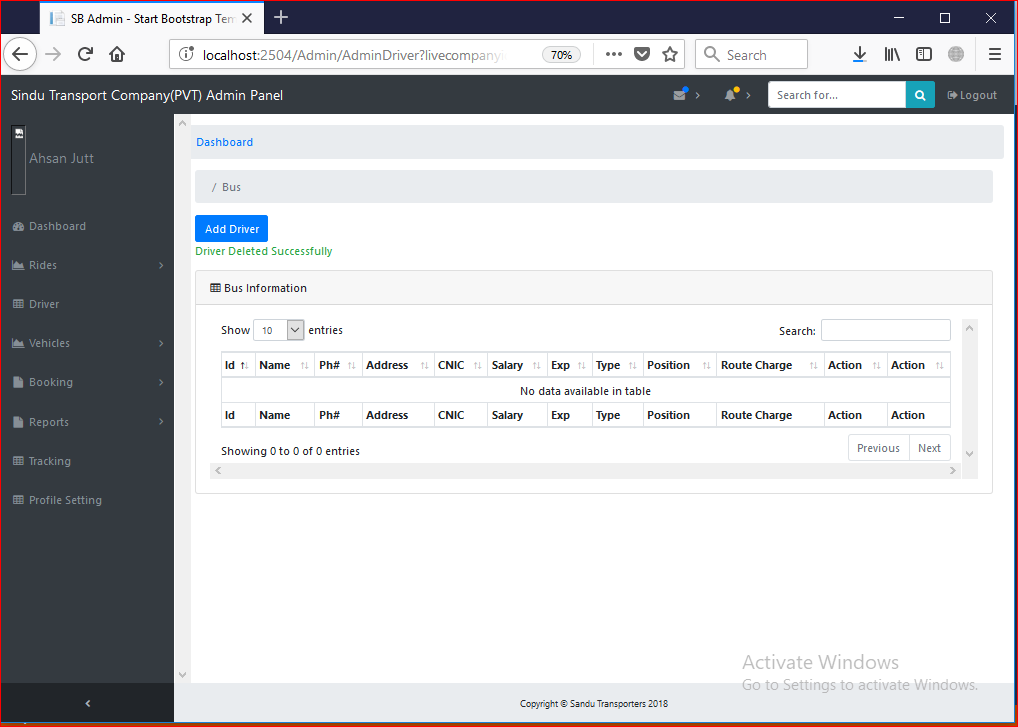 SB Admin - Start Bootstrap Tem
localhost:2504/Admin/AdminDriver?livecompany
70%
Search
Sindu Transport Company(PVT) Admin Panel
Search for...
Logout
Ahsan Jutt
Dashboard
Rides
Driver
Vehicles
Booking
Reports
Tracking
Profile Setting
Dashboard
/ Bus
Add Driver
Driver Deleted Successfully
Bus Information
Show 10 entries
Search:
Id Name Ph# Address CNIC Salary Exp Type Position Route Charge Action Action
No data available in table
Id Name Ph# Address CNIC Salary Exp Type Position Route Charge Action Action
Showing 0 to 0 of 0 entries
Previous Next
Activate Windows
Go to Settings to activate Windows.
Copyright © Sandu Transporters 2018